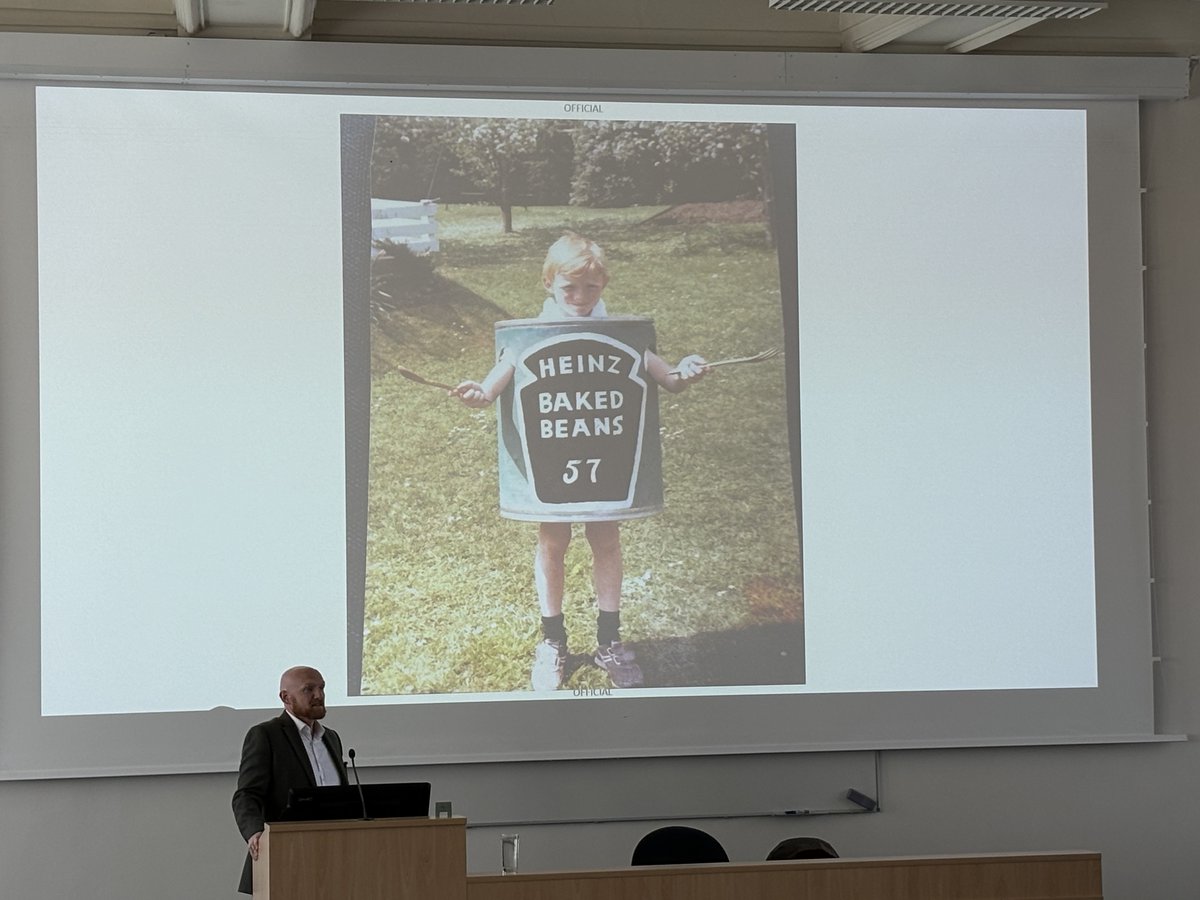 OFFICIAL
HEINZ
BAKED
BEANS
57
OFFICIAL